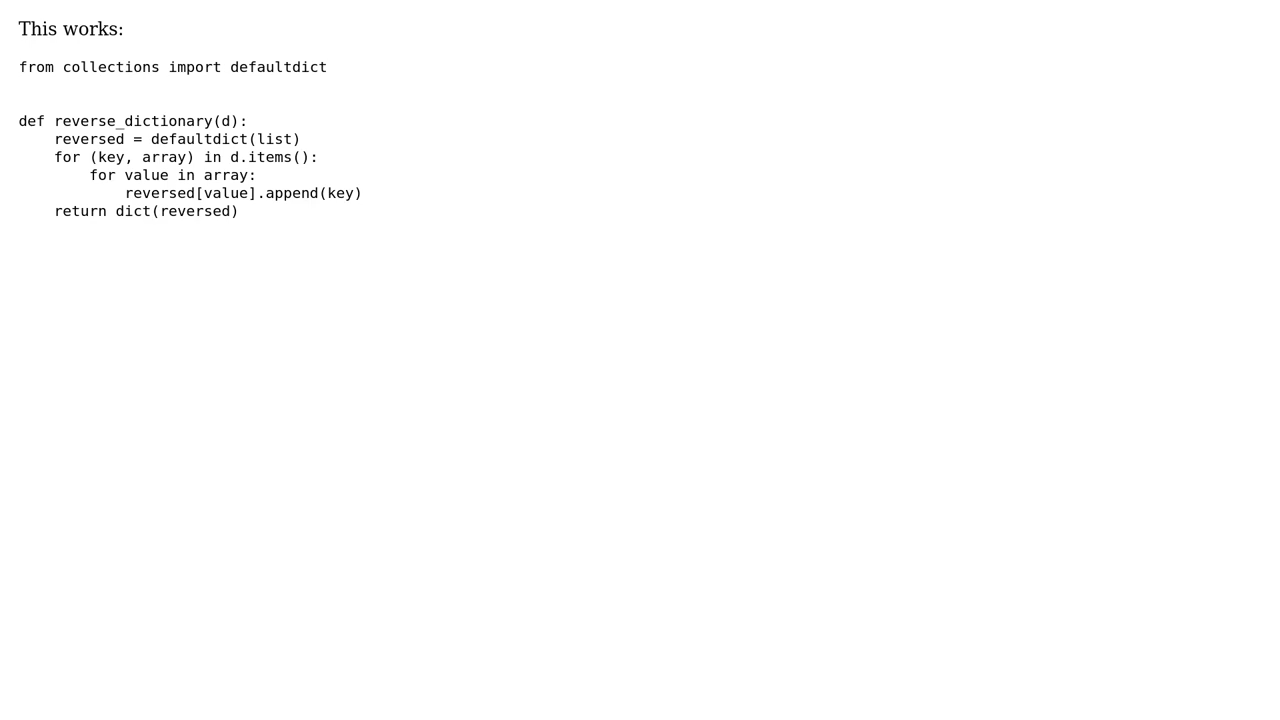 This works:
from collections import defaultdict
def reverse_dictionary(d):
    reversed = defaultdict(list)
    for (key, array) in d.items():
        for value in array:
            reversed[value].append(key)
    return dict(reversed)